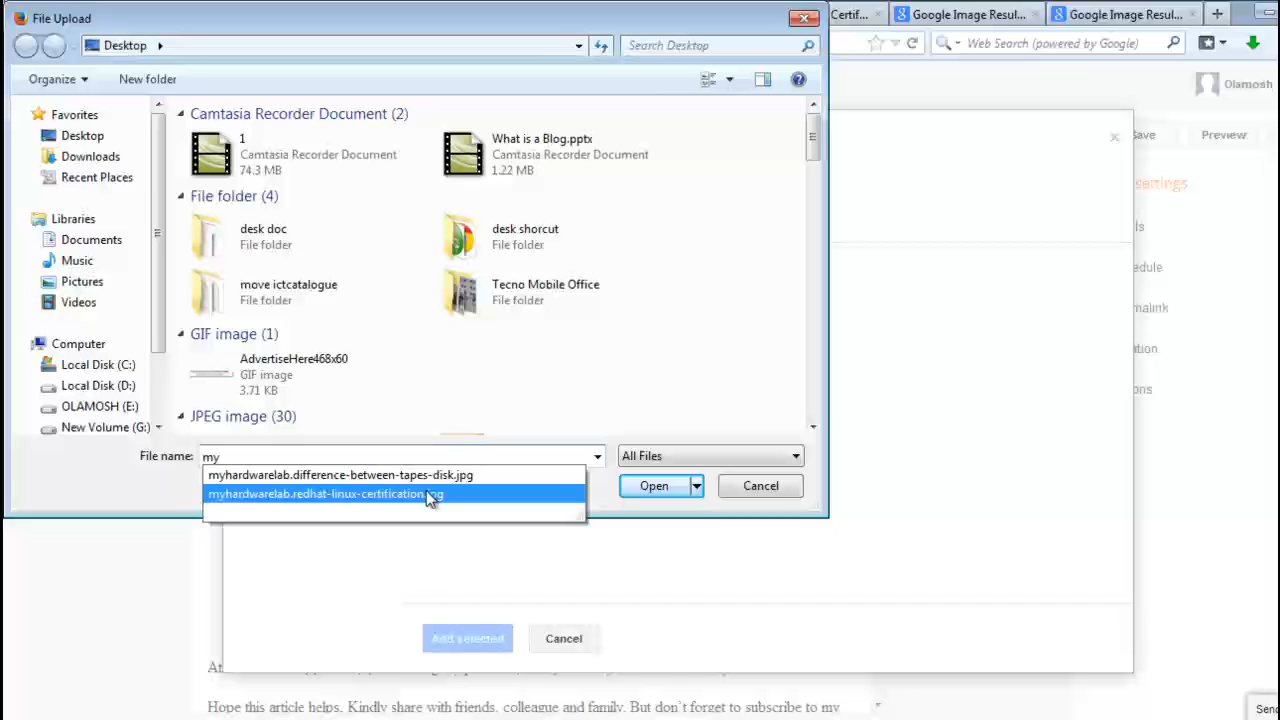 File Upload
Certif...
Google Image Resul...
Google Image Resul...
Desktop
Search Desktop
Web Search (powered by Google)
Organize
New folder
Olamosh
Favorites
Desktop
Downloads
Recent Places
Libraries
Documents
Music
Pictures
Videos
Computer
Local Disk (C:)
Local Disk (D:)
OLAMOSH (E:)
New Volume (G:)
Camtasia Recorder Document (2)
1
Camtasia Recorder Document
74.3 MB
What is a Blog.pptx
Camtasia Recorder Document
1.22 MB
File folder (4)
desk doc
File folder
desk shorcut
File folder
move ictcatalogue
File folder
Tecno Mobile Office
File folder
GIF image (1)
AdvertiseHere468x60
GIF image
3.71 KB
JPEG image (30)
File name: my
All Files
myhardwarelab.difference-between-tapes-disk.jpg
myhardwarelab.redhat-linux-certification.jpg
Open
Cancel
Save
Preview
settings
ls
edule
malink
tion
ons
Add selected
Cancel
Hope this article helps. Kindly share with friends, colleague and family. But don`t forget to subscribe to my
Send